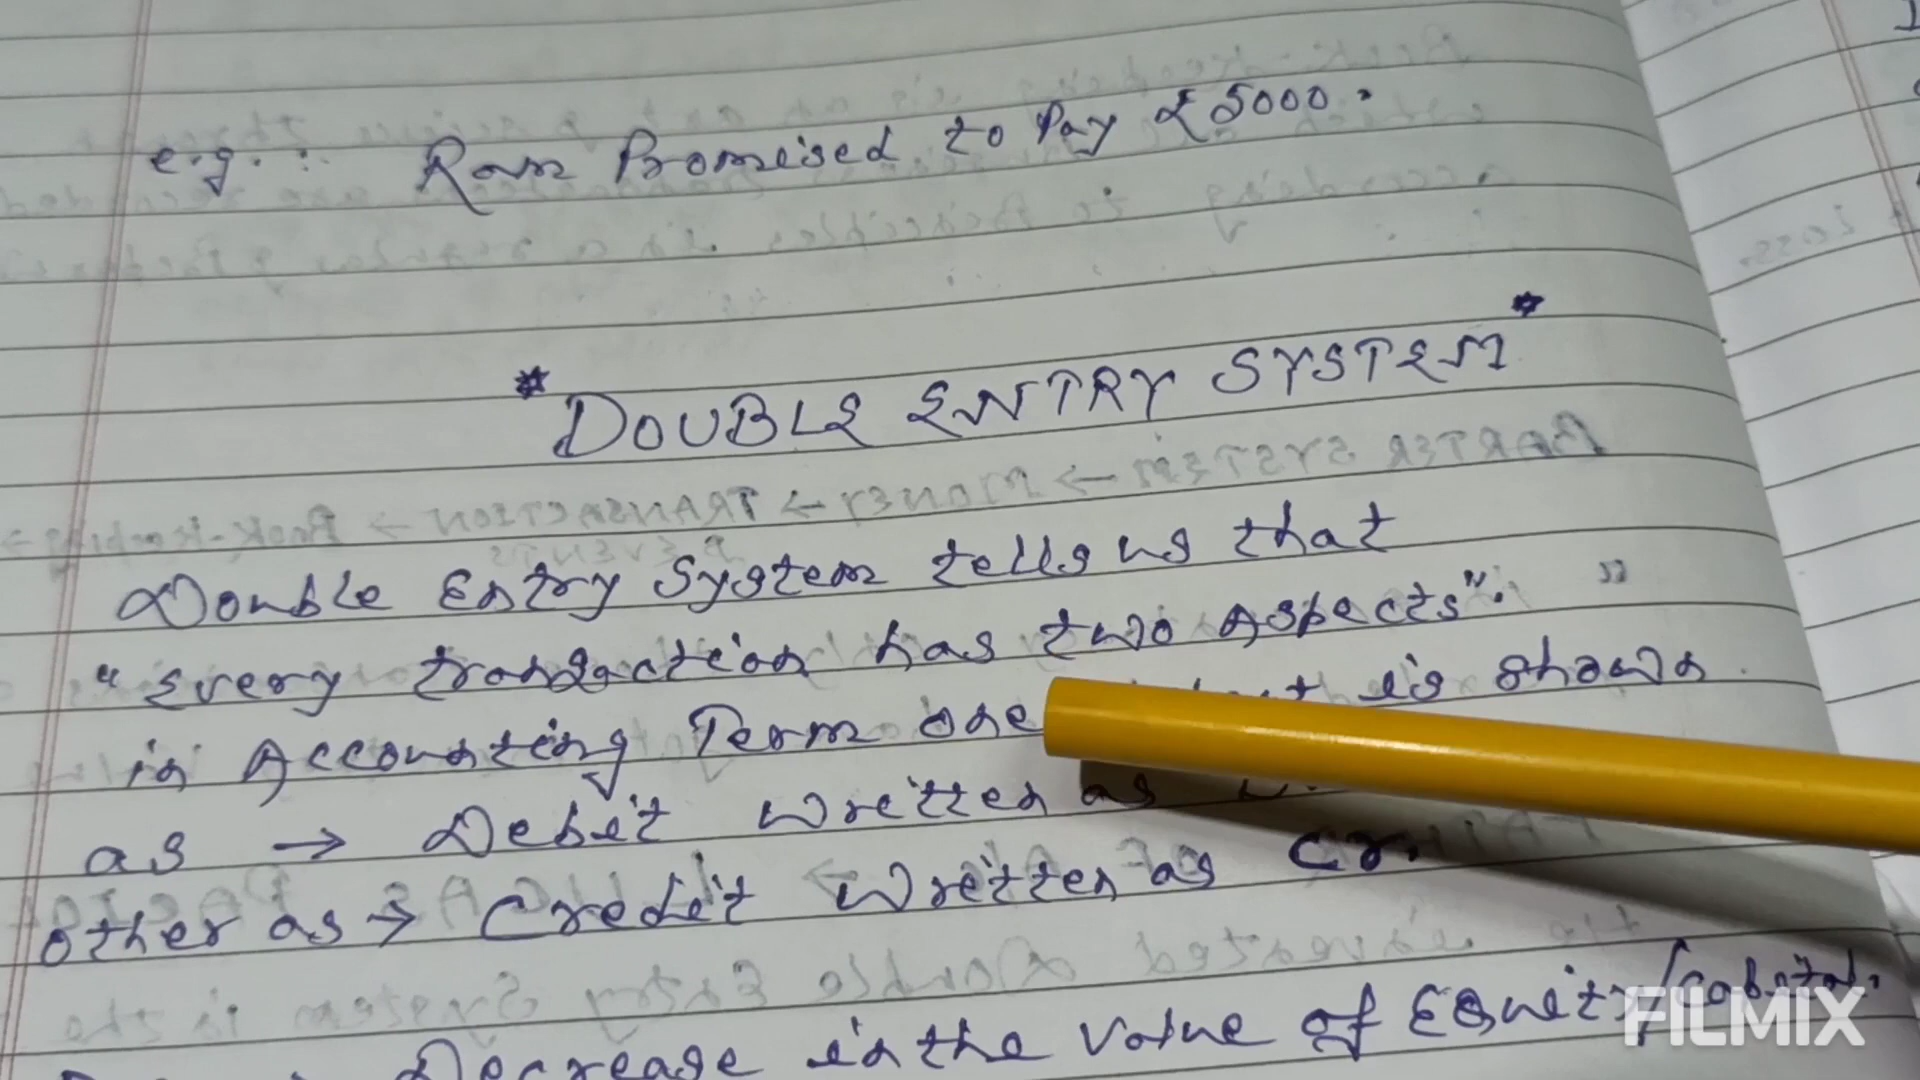 e.g. : Ram Promised to Pay ₹ 5000.
* DOUBLE ENTRY SYSTEM *
Double Entry System tells us that
"Every transaction has two Aspects". "
in Accounting Term one is shown
as → Debit written as
other as → Credit written as Cr.
Decrease in the Value of Equity/Capital.
FILMIX